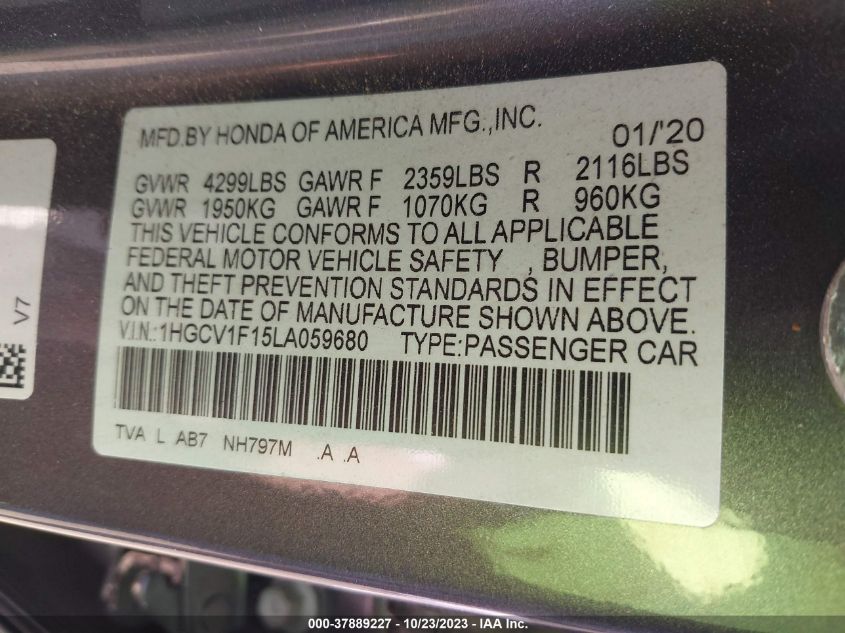 MFD.BY HONDA OF AMERICA MFG.,INC. 01/'20
GVWR 4299LBS GAWR F 2359LBS R 2116LBS
GVWR 1950KG GAWR F 1070KG R 960KG
THIS VEHICLE CONFORMS TO ALL APPLICABLE
FEDERAL MOTOR VEHICLE SAFETY , BUMPER,
AND THEFT PREVENTION STANDARDS IN EFFECT
ON THE DATE OF MANUFACTURE SHOWN ABOVE.
V.I.N.:1HGCV1F15LA059680 TYPE:PASSENGER CAR
TVA L AB7 NH797M .A .A
V7
000-37889227 - 10/23/2023 - IAA Inc.